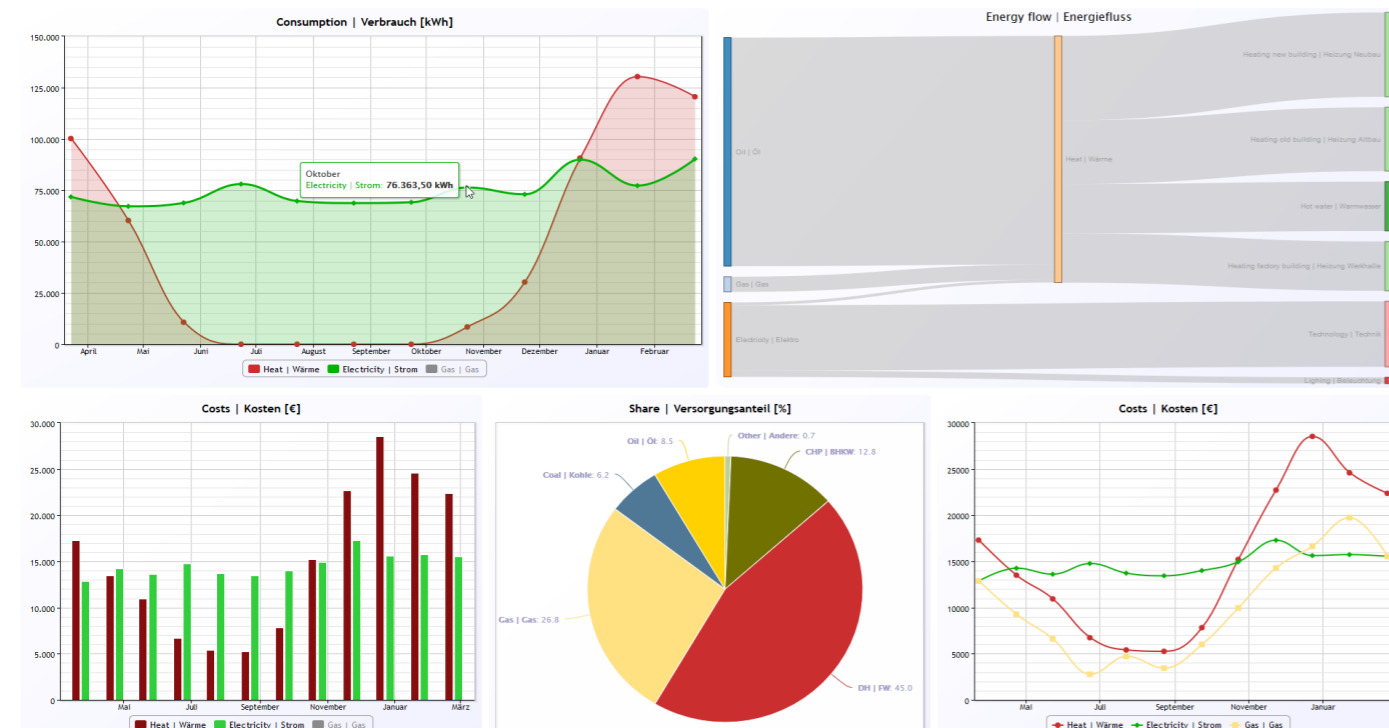 Consumption | Verbrauch [kWh]
150.000
125.000
100.000
75.000
50.000
25.000
0
April Mai Juni Juli August September Oktober November Dezember Januar Februar
Oktober
Electricity | Strom: 76.363,50 kWh
Heat | Wärme Electricity | Strom Gas | Gas
Energy flow | Energiefluss
Oil | Öl
Gas | Gas
Electricity | Elektro
Heat | Wärme
Heating new building | Heizung Neubau
Heating old building | Heizung Altbau
Hot water | Warmwasser
Heating factory building | Heizung Werkhalle
Technology | Technik
Lighting | Beleuchtung
Costs | Kosten [€]
30.000
25.000
20.000
15.000
10.000
5.000
0
Mai Juli September November Januar März
Heat | Wärme Electricity | Strom Gas | Gas
Share | Versorgungsanteil [%]
Other | Andere: 0.7
Oil | Öl: 8.5
CHP | BHKW: 12.8
Coal | Kohle: 6.2
Gas | Gas: 26.8
DH | FW: 45.0
Costs | Kosten [€]
30000
25000
20000
15000
10000
5000
0
Mai Juli September November Januar
Heat | Wärme Electricity | Strom Gas | Gas